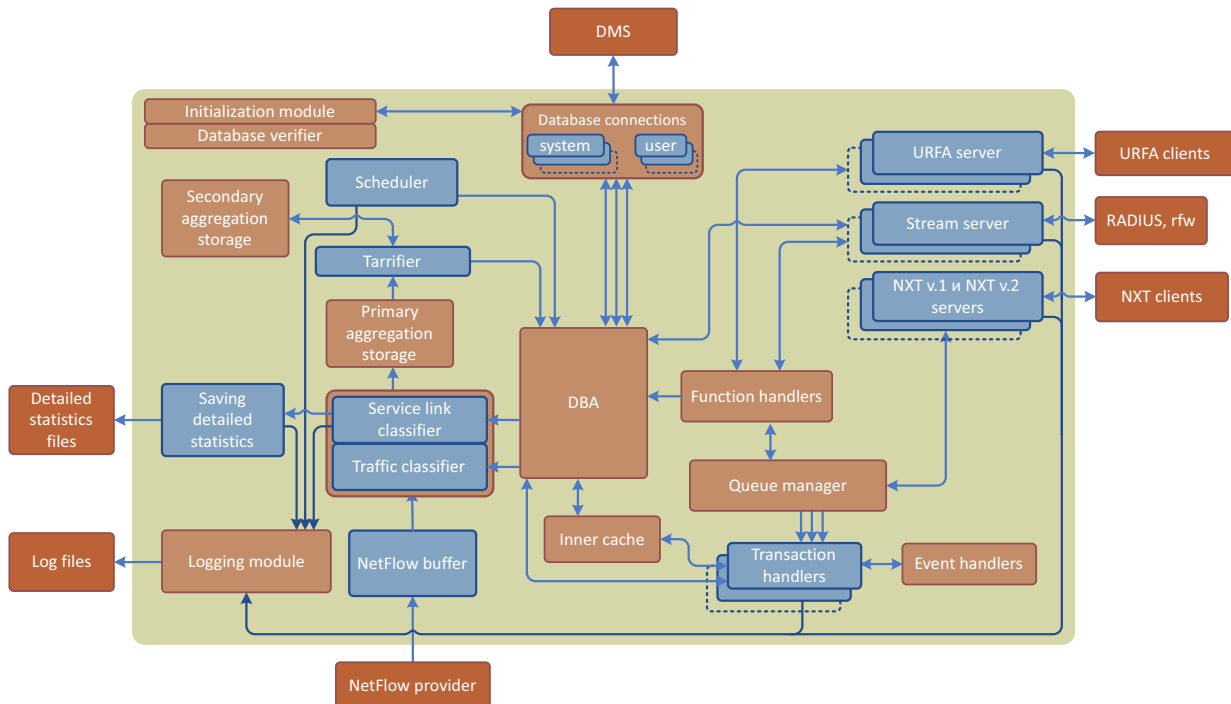 DMS
Initialization module
Database verifier
Database connections
system
user
URFA server
URFA clients
Scheduler
Secondary
aggregation
storage
Stream server
RADIUS, rfw
Tarrifier
NXT v.1 и NXT v.2
servers
NXT clients
Primary
aggregation
storage
DBA
Function handlers
Detailed
statistics
files
Saving
detailed
statistics
Service link
classifier
Traffic classifier
Queue manager
Inner cache
Transaction
handlers
Event handlers
Log files
Logging module
NetFlow buffer
NetFlow provider